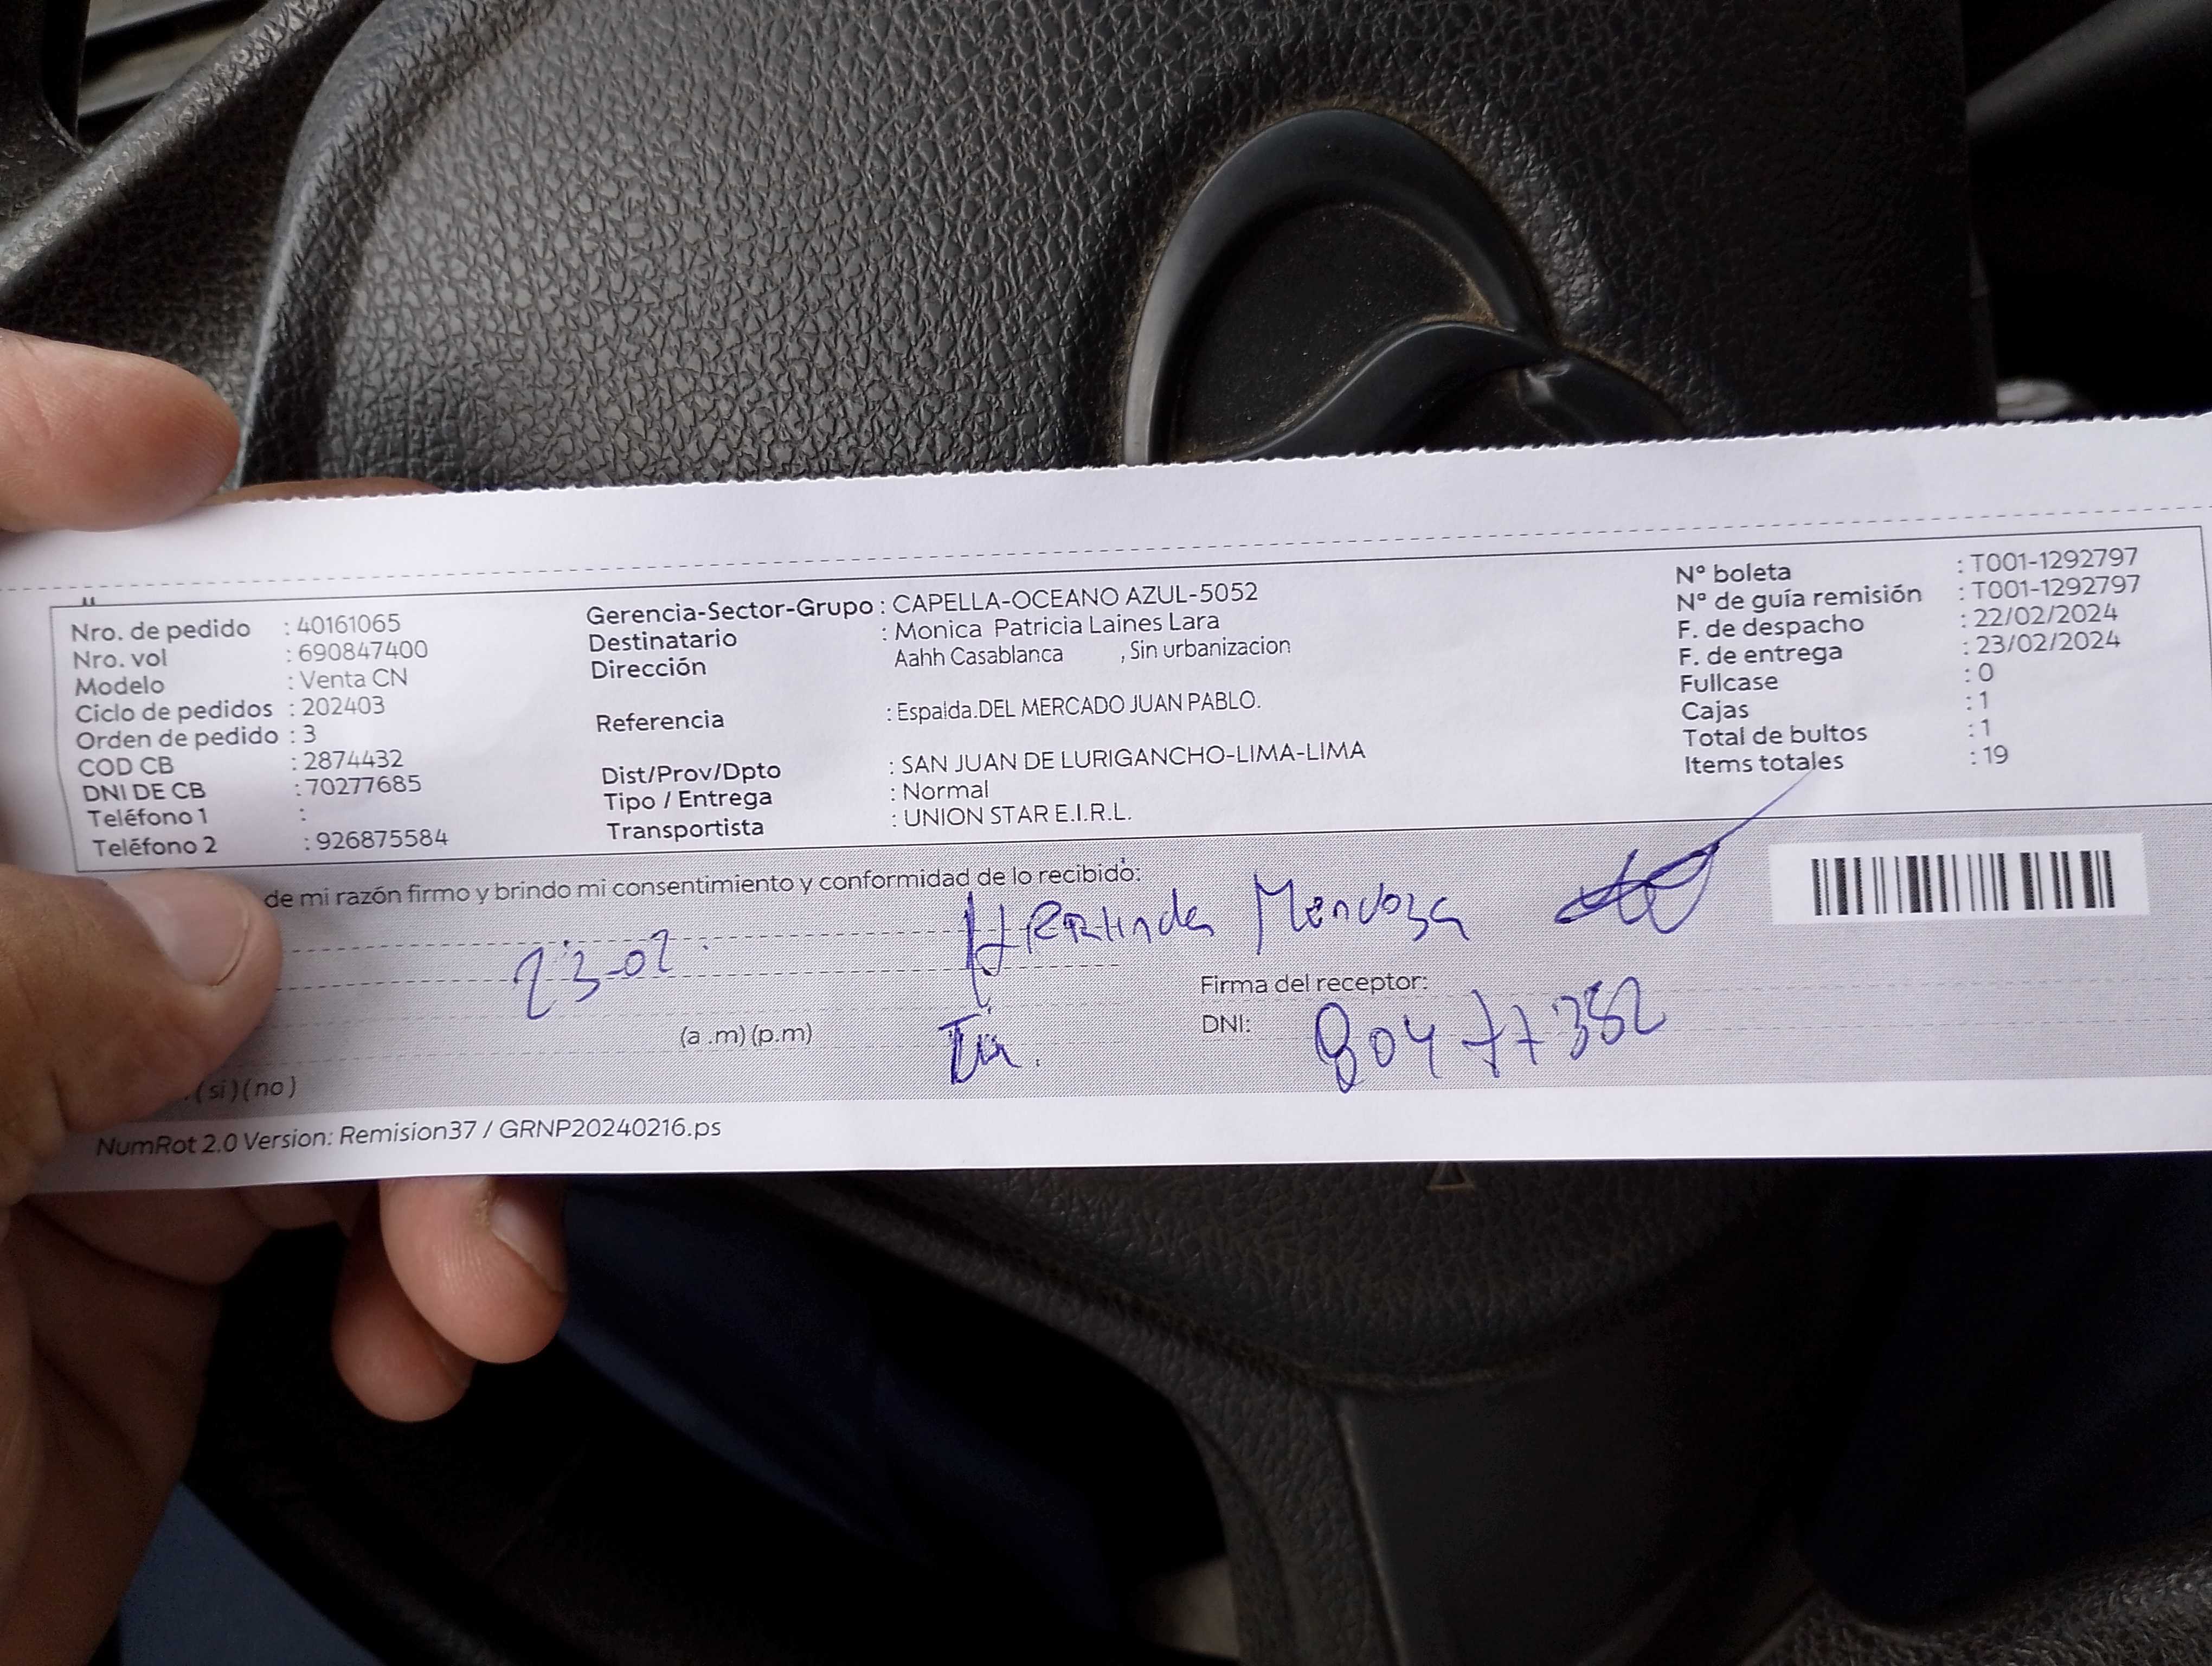 Nro. de pedido : 40161065
Nro. vol : 690847400
Modelo : Venta CN
Ciclo de pedidos : 202403
Orden de pedido : 3
COD CB : 2874432
DNI DE CB : 70277685
Teléfono 1 :
Teléfono 2 : 926875584
Gerencia-Sector-Grupo : CAPELLA-OCEANO AZUL-5052
Destinatario : Monica Patricia Laines Lara
Dirección Aahh Casablanca , Sin urbanizacion
Referencia : Espalda.DEL MERCADO JUAN PABLO.
Dist/Prov/Dpto : SAN JUAN DE LURIGANCHO-LIMA-LIMA
Tipo / Entrega : Normal
Transportista : UNION STAR E.I.R.L.
N° boleta : T001-1292797
N° de guía remisión : T001-1292797
F. de despacho : 22/02/2024
F. de entrega : 23/02/2024
Fullcase : 0
Cajas : 1
Total de bultos : 1
Items totales : 19
de mi razón firmo y brindo mi consentimiento y conformidad de lo recibido:
23-02. Mendoza
Firma del receptor:
(a .m) (p.m) DNI: 80477382
(si) (no)
NumRot 2.0 Version: Remision37 / GRNP20240216.ps